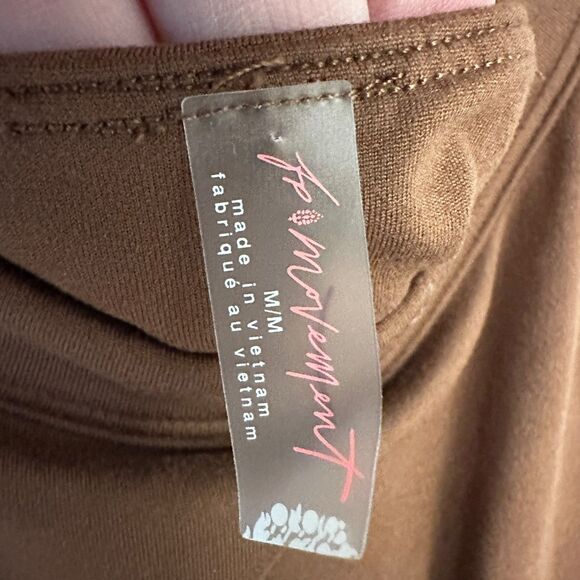 fp movement
M/M
made in vietnam
fabriqué au vietnam